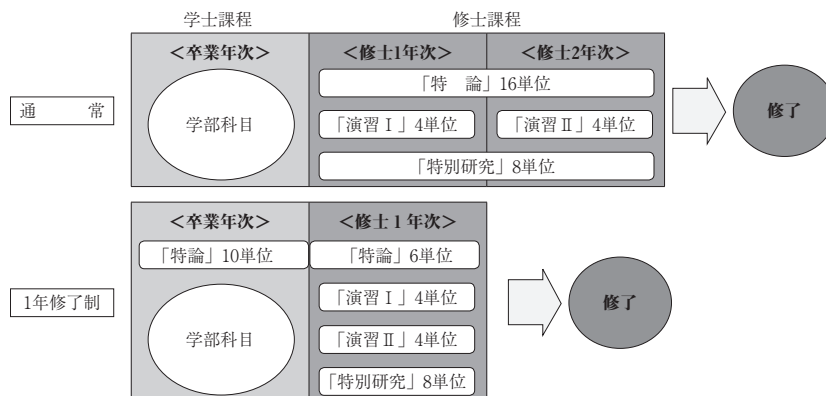 学士課程 修士課程
＜卒業年次＞ ＜修士1年次＞ ＜修士2年次＞
「特　論」16単位
通　　常 学部科目 「演習Ⅰ」4単位 「演習Ⅱ」4単位 修了
「特別研究」8単位
＜卒業年次＞ ＜修士１年次＞
「特論」10単位 「特論」6単位
1年修了制 「演習Ⅰ」4単位 修了
学部科目 「演習Ⅱ」4単位
「特別研究」8単位